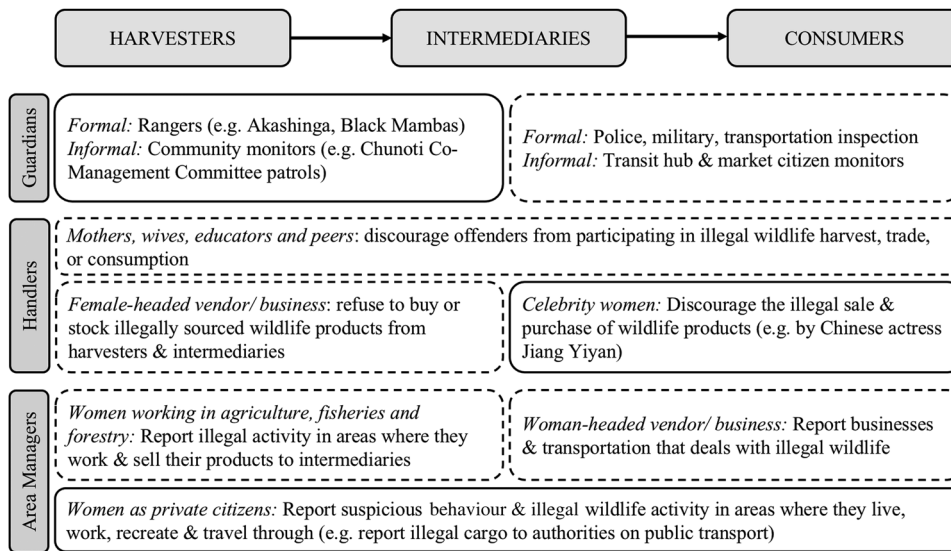 HARVESTERS
INTERMEDIARIES
CONSUMERS
Guardians
Formal: Rangers (e.g. Akashinga, Black Mambas)
Informal: Community monitors (e.g. Chunoti Co-
Management Committee patrols)
Formal: Police, military, transportation inspection
Informal: Transit hub & market citizen monitors
Handlers
Mothers, wives, educators and peers: discourage offenders from participating in illegal wildlife harvest, trade,
or consumption
Female-headed vendor/ business: refuse to buy or
stock illegally sourced wildlife products from
harvesters & intermediaries
Celebrity women: Discourage the illegal sale &
purchase of wildlife products (e.g. by Chinese actress
Jiang Yiyan)
Area Managers
Women working in agriculture, fisheries and
forestry: Report illegal activity in areas where they
work & sell their products to intermediaries
Woman-headed vendor/ business: Report businesses
& transportation that deals with illegal wildlife
Women as private citizens: Report suspicious behaviour & illegal wildlife activity in areas where they live,
work, recreate & travel through (e.g. report illegal cargo to authorities on public transport)